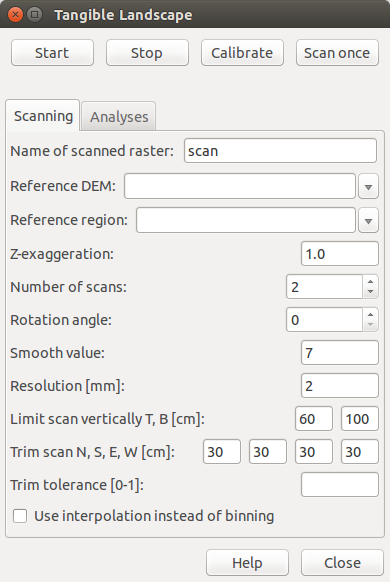 Tangible Landscape
Start Stop Calibrate Scan once
Scanning Analyses
Name of scanned raster: scan
Reference DEM:
Reference region:
Z-exaggeration: 1.0
Number of scans: 2
Rotation angle: 0
Smooth value: 7
Resolution [mm]: 2
Limit scan vertically T, B [cm]: 60 100
Trim scan N, S, E, W [cm]: 30 30 30 30
Trim tolerance [0-1]:
Use interpolation instead of binning
Help Close